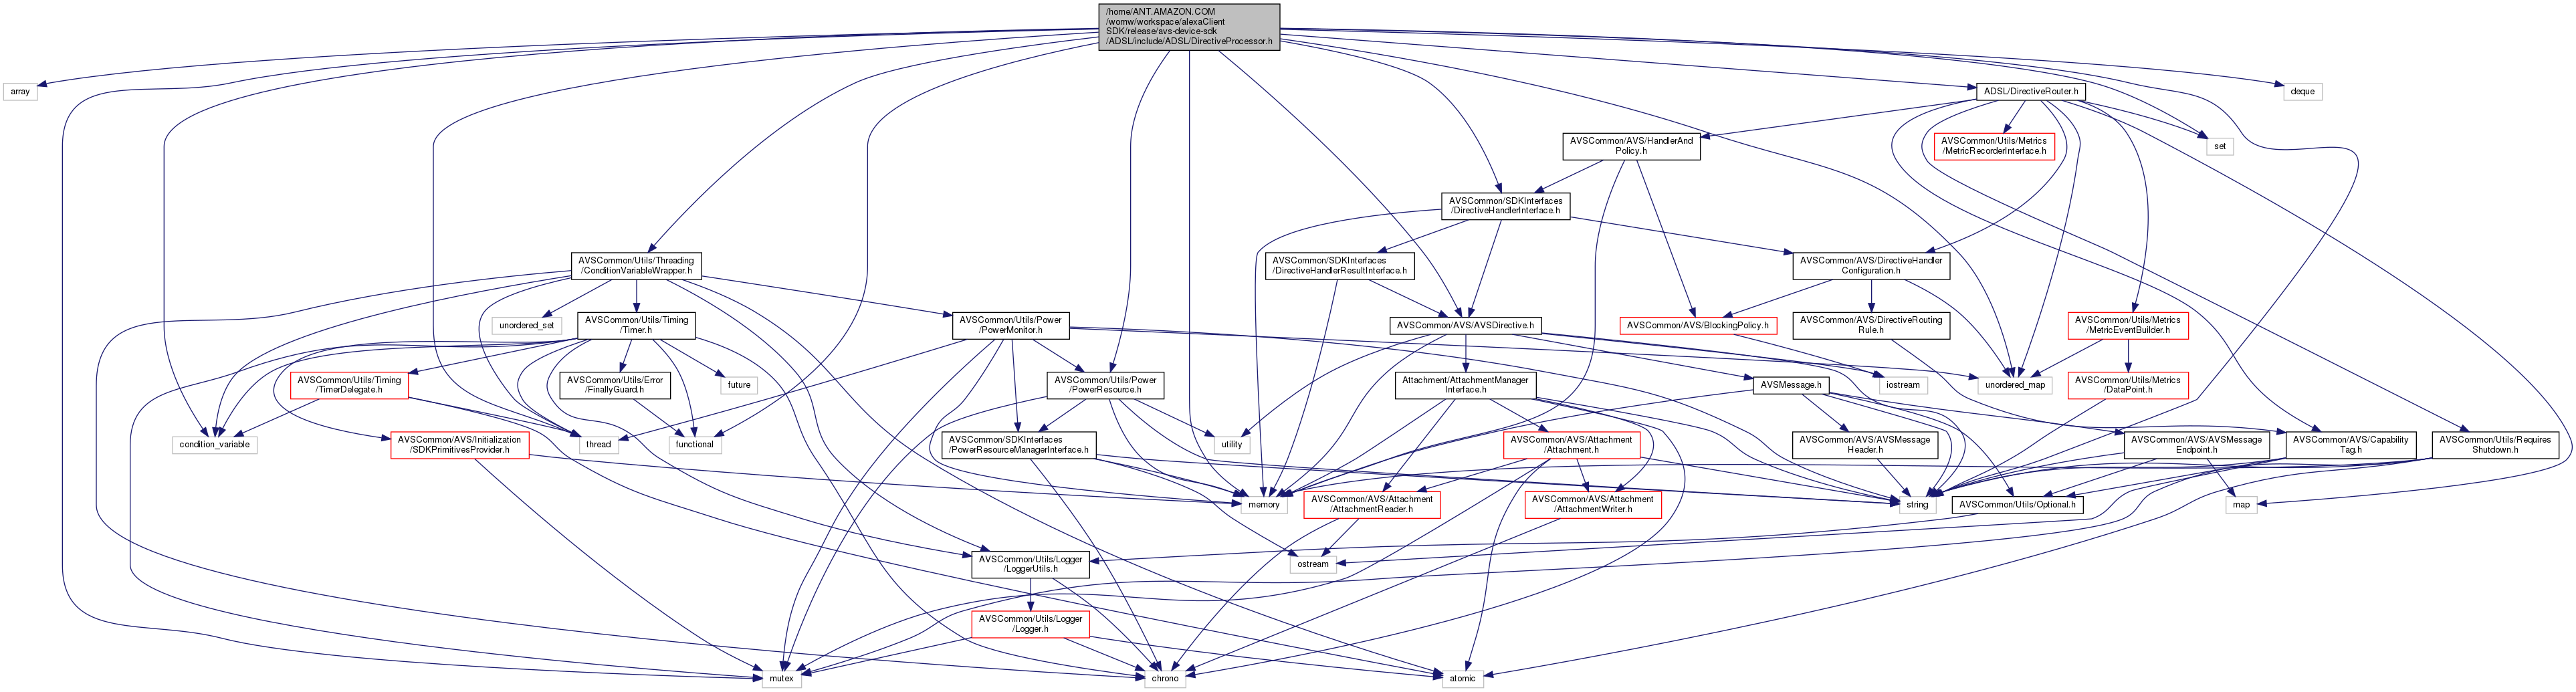 /home/ANT.AMAZON.COM
/womw/workspace/alexaClient
SDK/release/avs-device-sdk
/ADSL/include/ADSL/DirectiveProcessor.h
array
ADSL/DirectiveRouter.h
deque
AVSCommon/AVS/HandlerAnd
Policy.h
AVSCommon/Utils/Metrics
/MetricRecorderInterface.h
set
AVSCommon/SDKInterfaces
/DirectiveHandlerInterface.h
AVSCommon/Utils/Threading
/ConditionVariableWrapper.h
AVSCommon/SDKInterfaces
/DirectiveHandlerResultInterface.h
AVSCommon/AVS/DirectiveHandler
Configuration.h
unordered_set
AVSCommon/Utils/Timing
/Timer.h
AVSCommon/Utils/Power
/PowerMonitor.h
AVSCommon/AVS/AVSDirective.h
AVSCommon/AVS/BlockingPolicy.h
AVSCommon/AVS/DirectiveRouting
Rule.h
AVSCommon/Utils/Metrics
/MetricEventBuilder.h
AVSCommon/Utils/Timing
/TimerDelegate.h
AVSCommon/Utils/Error
/FinallyGuard.h
future
AVSCommon/Utils/Power
/PowerResource.h
Attachment/AttachmentManager
Interface.h
AVSMessage.h
iostream
unordered_map
AVSCommon/Utils/Metrics
/DataPoint.h
condition_variable
AVSCommon/AVS/Initialization
/SDKPrimitivesProvider.h
thread
functional
AVSCommon/SDKInterfaces
/PowerResourceManagerInterface.h
utility
AVSCommon/AVS/Attachment
/Attachment.h
AVSCommon/AVS/AVSMessage
Header.h
AVSCommon/AVS/AVSMessage
Endpoint.h
AVSCommon/AVS/Capability
Tag.h
AVSCommon/Utils/Requires
Shutdown.h
memory
AVSCommon/AVS/Attachment
/AttachmentReader.h
AVSCommon/AVS/Attachment
/AttachmentWriter.h
string
AVSCommon/Utils/Optional.h
map
AVSCommon/Utils/Logger
/LoggerUtils.h
ostream
AVSCommon/Utils/Logger
/Logger.h
mutex
chrono
atomic